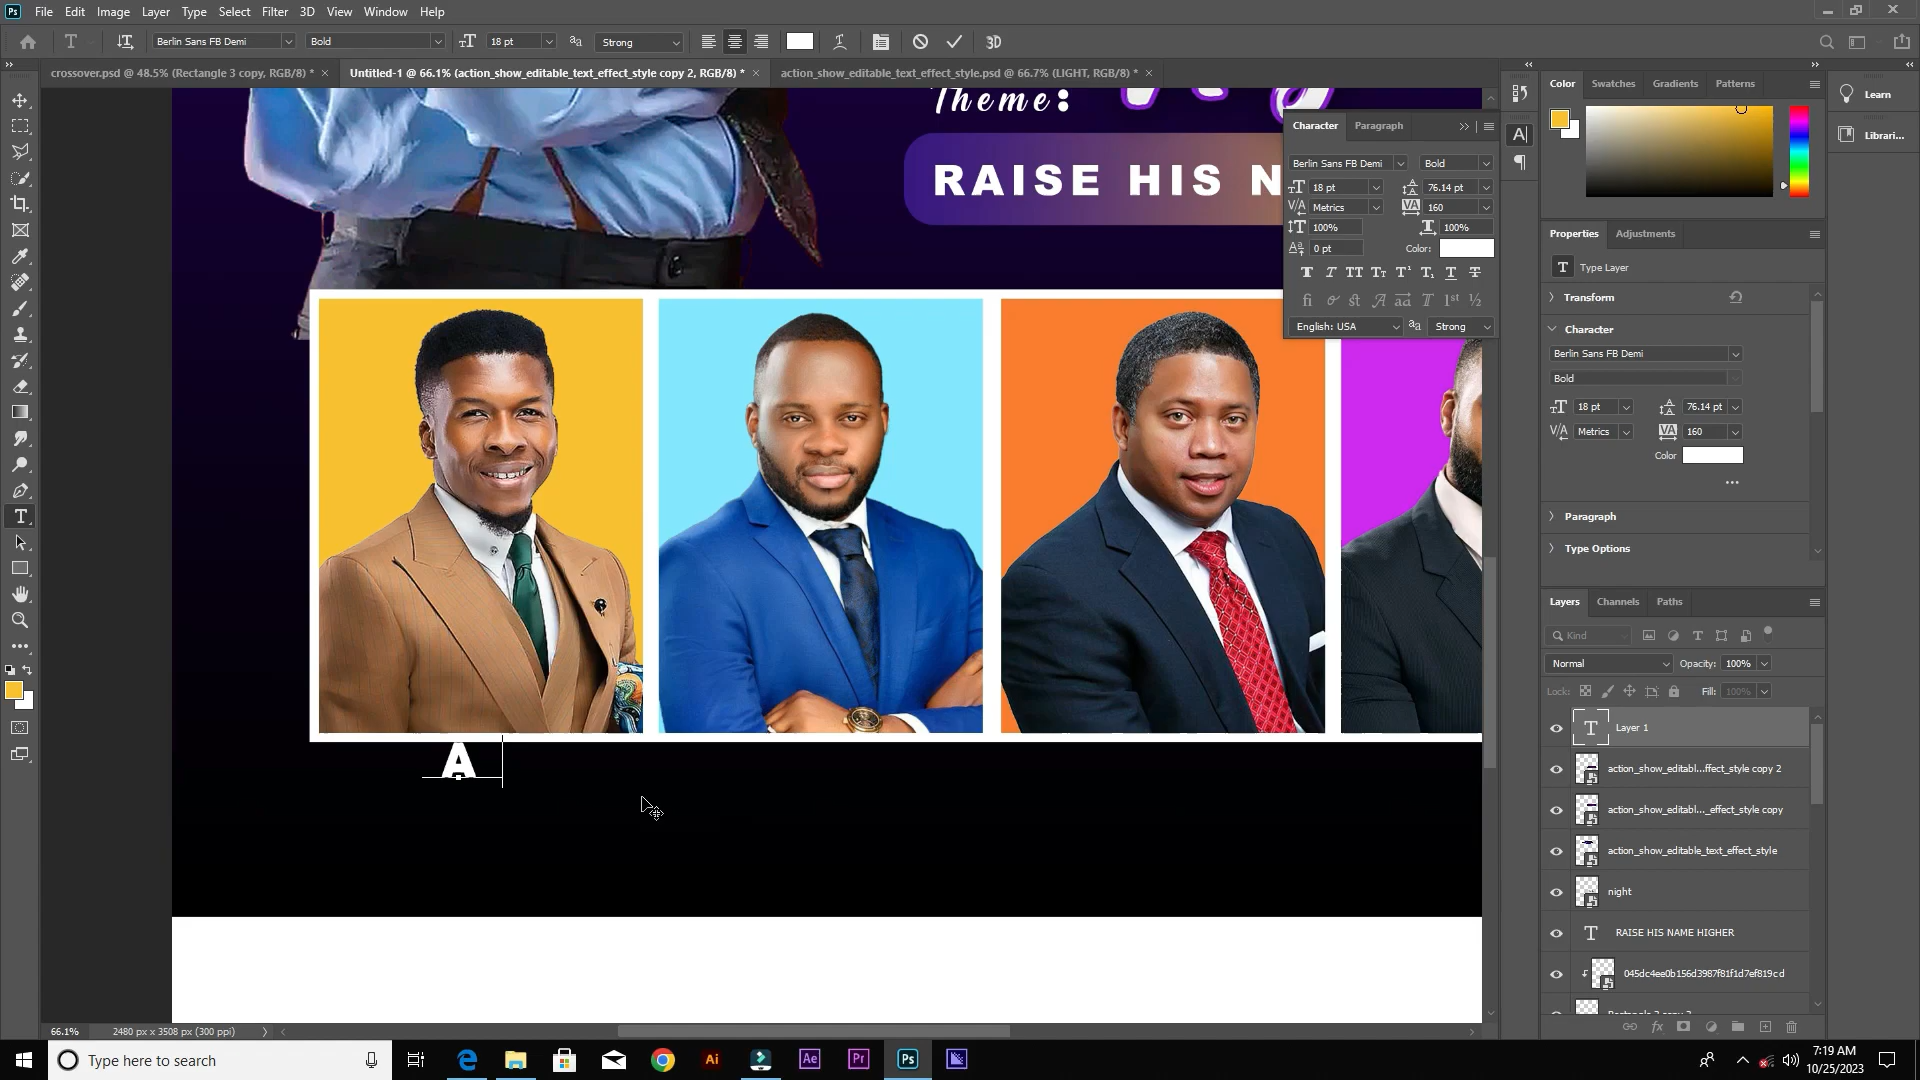 File Edit Image Layer Type Select Filter 3D View Window Help
Berlin Sans FB Demi Bold 18 pt Strong 3D
crossover.psd @ 48.5% (Rectangle 3 copy, RGB/8) * × Untitled-1 @ 66.1% (action_show_editable_text_effect_style copy 2, RGB/8) * × action_show_editable_text_effect_style.psd @ 66.7% (LIGHT, RGB/8) * ×
Theme:
RAISE HIS N
A
Character Paragraph
Berlin Sans FB Demi Bold
18 pt 76.14 pt
Metrics 160
100% 100%
0 pt Color:
English: USA Strong
Color Swatches Gradients Patterns
Learn
Librari...
Properties Adjustments
Type Layer
Transform
Character
Berlin Sans FB Demi
Bold
18 pt 76.14 pt
Metrics 160
Color
Paragraph
Type Options
Layers Channels Paths
Kind
Normal Opacity: 100%
Lock: Fill: 100%
Layer 1
action_show_editabl...ffect_style copy 2
action_show_editabl..._effect_style copy
action_show_editable_text_effect_style
night
RAISE HIS NAME HIGHER
045dc4ee0b156d3987f81f1d7ef819cd
66.1% 2480 px x 3508 px (300 ppi)
Type here to search
7:19 AM
10/25/2023